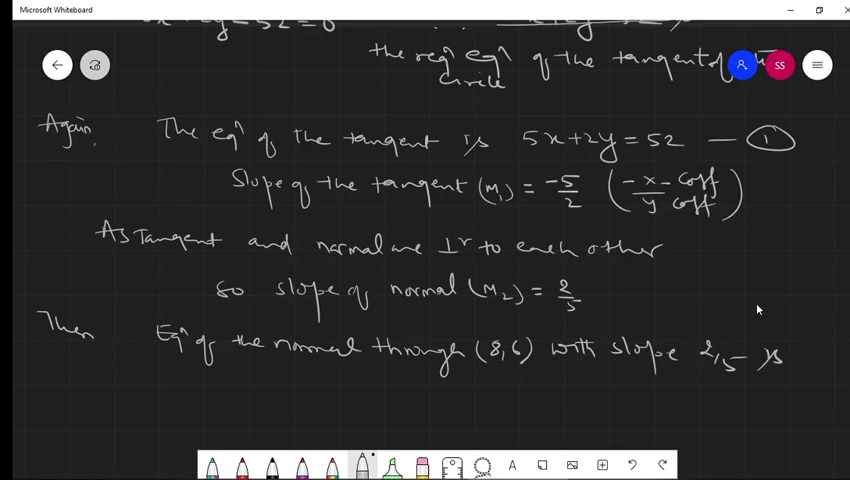 Microsoft Whiteboard
the reqn eqn of the tangent of
circle
SS
Again, The eqn of the tangent is 5x+2y=52 — ①
Slope of the tangent (M1) = -5/2 (-x-coff/y coff)
As tangent and normal are ⊥r to each other
so slope of normal (M2) = 2/5
Then Eqn of the normal through (8,6) with slope 2/5 is